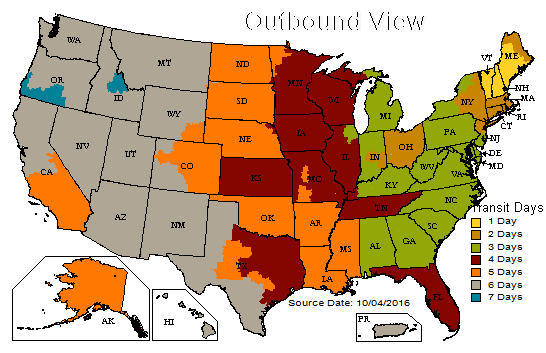 Outbound View
WA
MT
ND
MN
VT
ME
OR
ID
SD
WI
MI
NY
NH
MA
WY
RI
CT
NE
IA
PA
NJ
NV
UT
CO
IL
IN
OH
DE
MD
CA
KS
MO
WV
VA
KY
NC
TN
AZ
NM
OK
AR
SC
MS
AL
GA
TX
LA
FL
AK
HI
PR
Transit Days
1 Day
2 Days
3 Days
4 Days
5 Days
6 Days
7 Days
Source Date: 10/04/2016